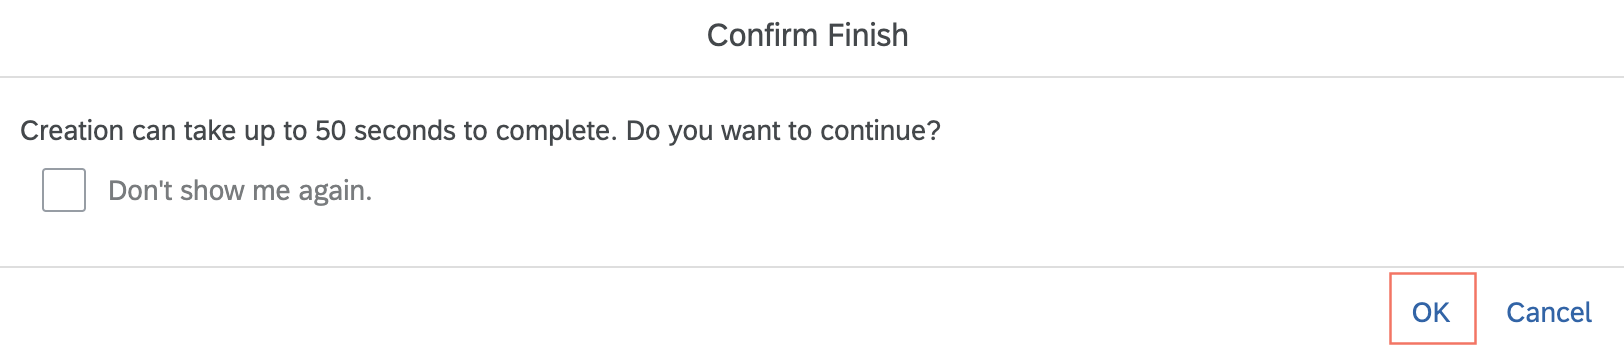 Confirm Finish
Creation can take up to 50 seconds to complete. Do you want to continue?
Don't show me again.
OK Cancel